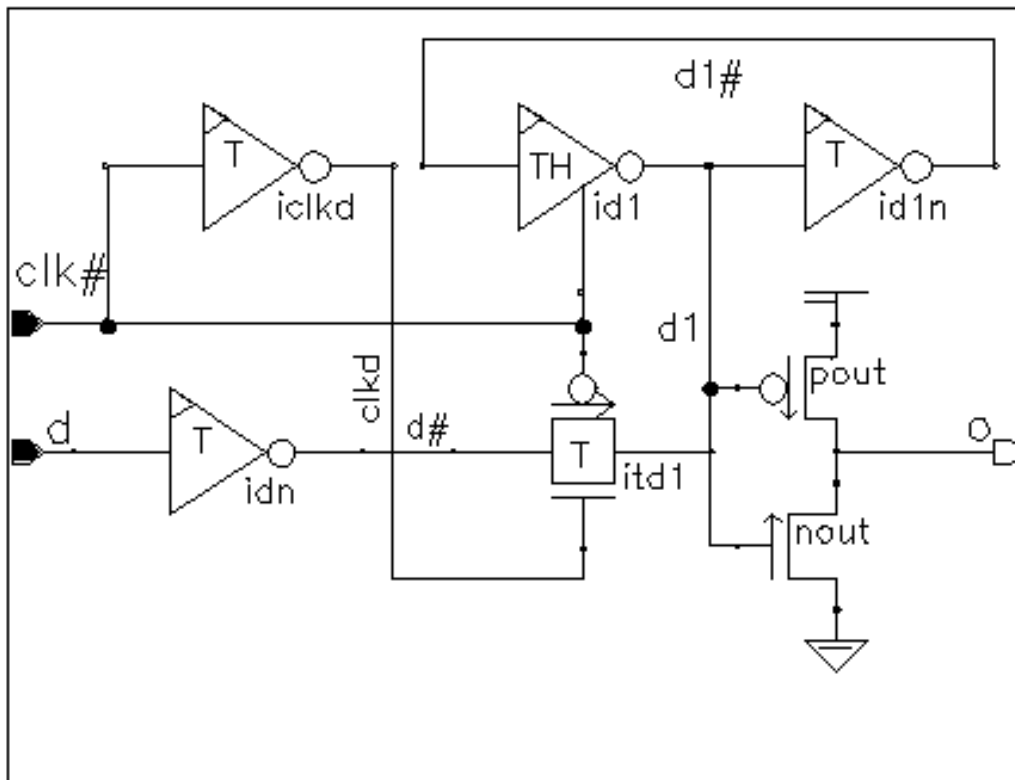 d1#
T
TH
T
iclkd
id1
id1n
clk#
d1
pout
clkd
d
T
d#
T
o
idn
itd1
nout